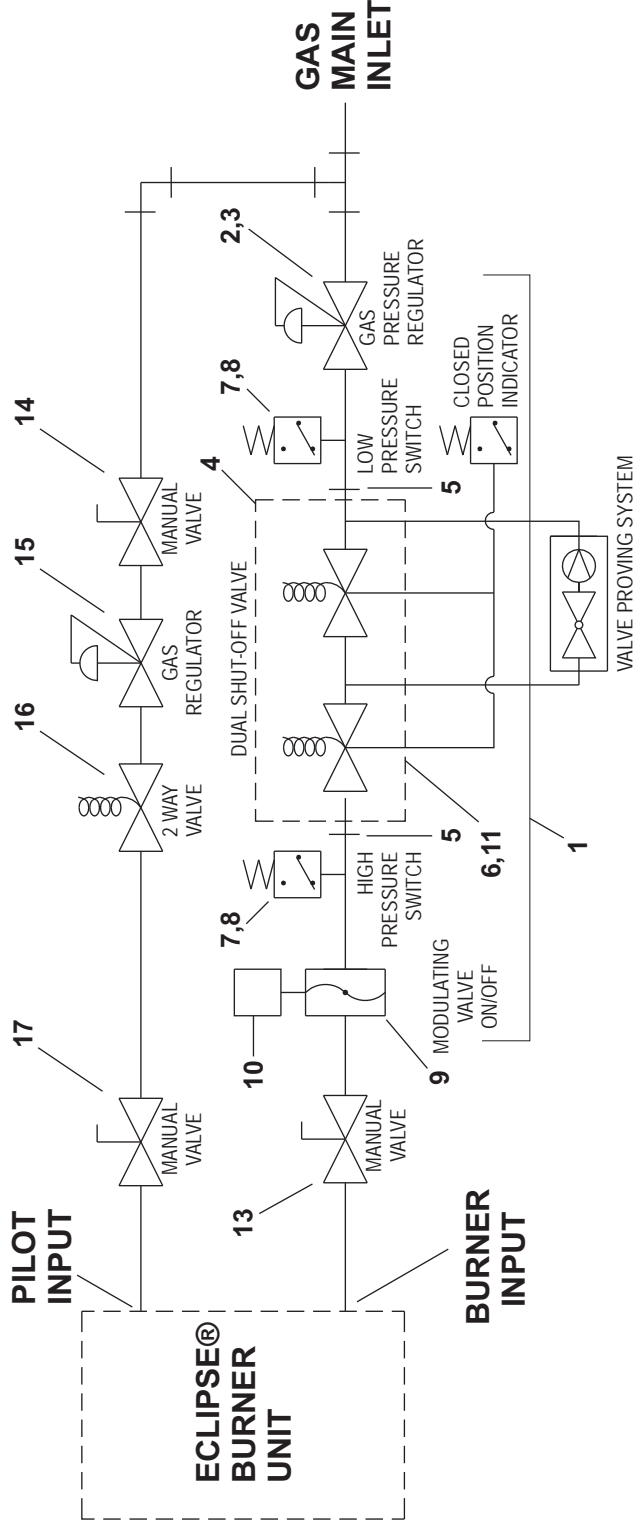 GAS
MAIN
INLET
14
MANUAL
VALVE
15
GAS
REGULATOR
16
2 WAY
VALVE
17
MANUAL
VALVE
PILOT
INPUT
2,3
GAS
PRESSURE
REGULATOR
7,8
LOW
PRESSURE
SWITCH
4
DUAL SHUT-OFF VALVE
5
CLOSED
POSITION
INDICATOR
VALVE PROVING SYSTEM
6,11
5
7,8
HIGH
PRESSURE
SWITCH
1
10
9
MODULATING
VALVE
ON/OFF
13
MANUAL
VALVE
BURNER
INPUT
ECLIPSE®
BURNER
UNIT